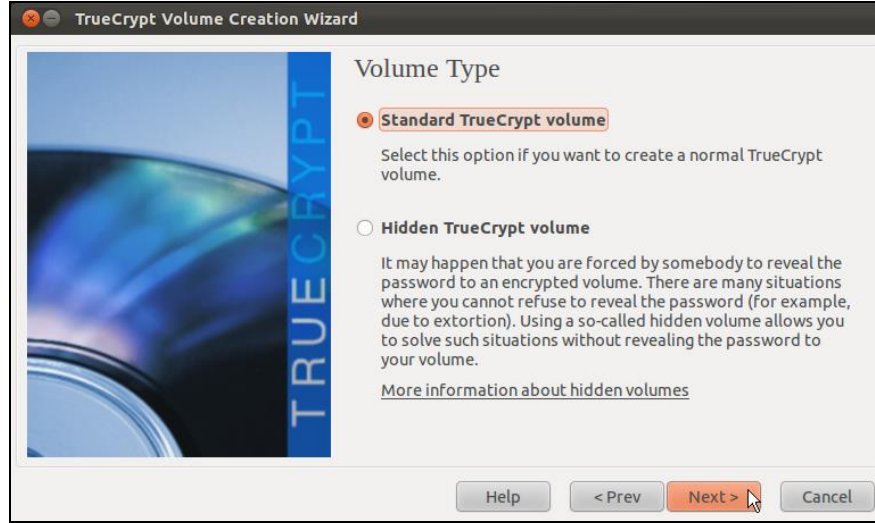 TrueCrypt Volume Creation Wizard
TRUECRYPT
Volume Type
Standard TrueCrypt volume
Select this option if you want to create a normal TrueCrypt
volume.
Hidden TrueCrypt volume
It may happen that you are forced by somebody to reveal the
password to an encrypted volume. There are many situations
where you cannot refuse to reveal the password (for example,
due to extortion). Using a so-called hidden volume allows you
to solve such situations without revealing the password to
your volume.
More information about hidden volumes
Help < Prev Next > Cancel